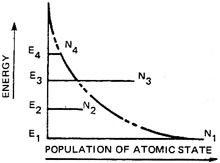 ENERGY
E4 N4
E3 N3
E2 N2
E1 N1
POPULATION OF ATOMIC STATE